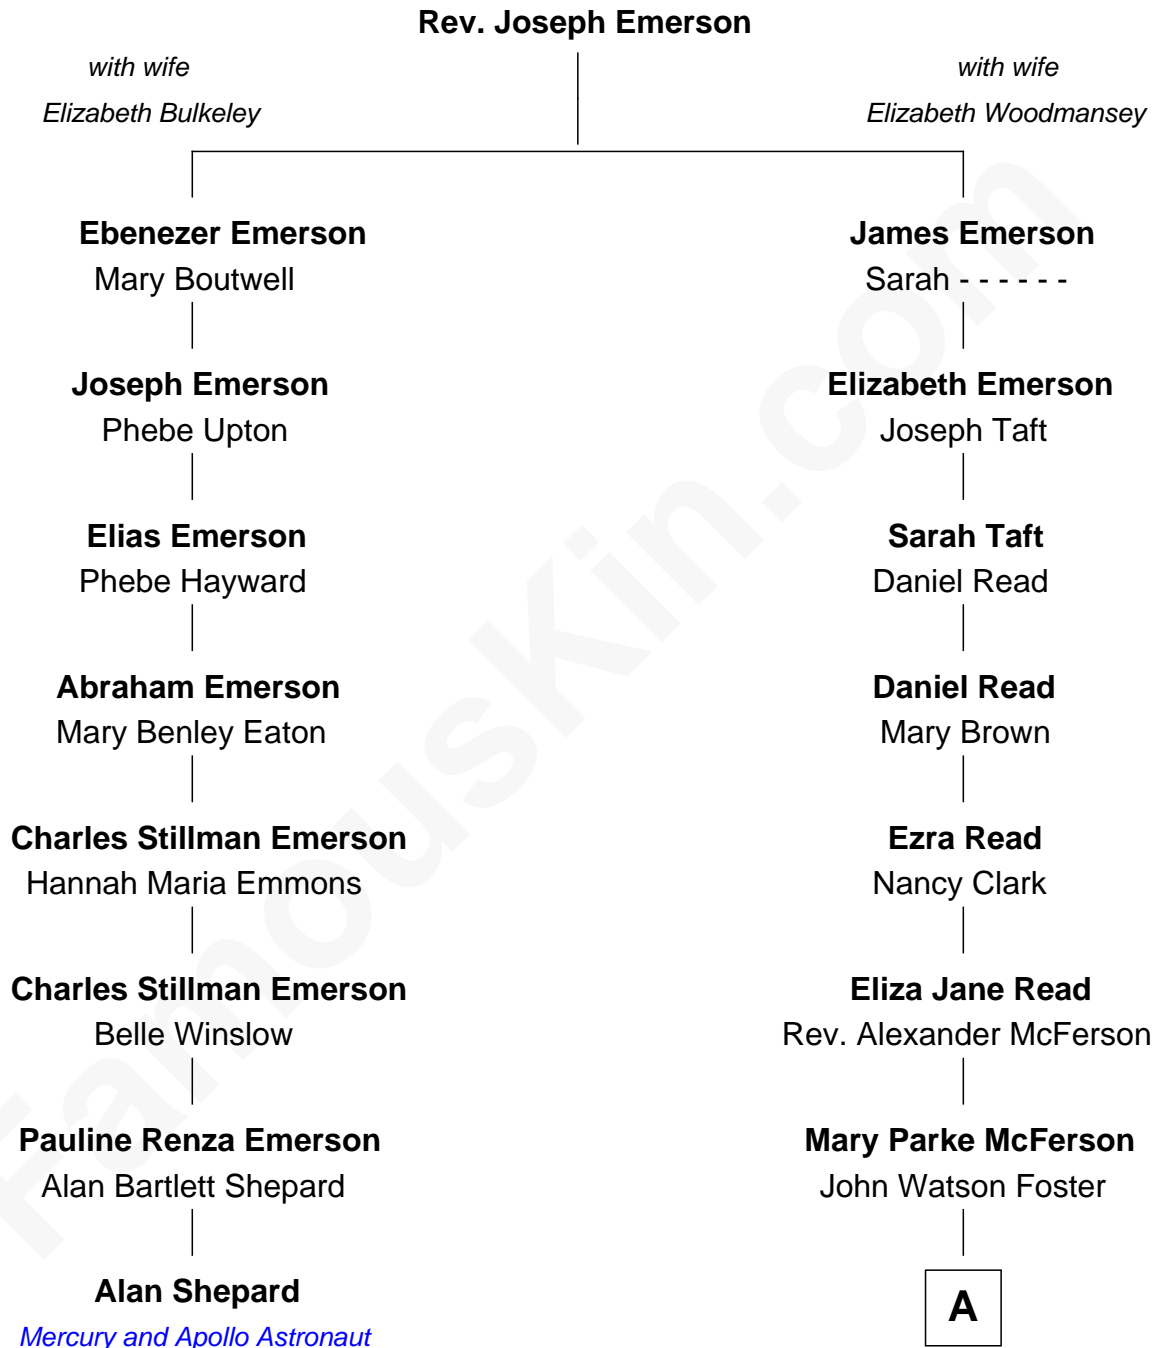 Rev. Joseph Emerson
with wife
Elizabeth Bulkeley
with wife
Elizabeth Woodmansey
Ebenezer Emerson
Mary Boutwell
Joseph Emerson
Phebe Upton
Elias Emerson
Phebe Hayward
Abraham Emerson
Mary Benley Eaton
Charles Stillman Emerson
Hannah Maria Emmons
Charles Stillman Emerson
Belle Winslow
Pauline Renza Emerson
Alan Bartlett Shepard
Alan Shepard
Mercury and Apollo Astronaut
James Emerson
Sarah - - - - - -
Elizabeth Emerson
Joseph Taft
Sarah Taft
Daniel Read
Daniel Read
Mary Brown
Ezra Read
Nancy Clark
Eliza Jane Read
Rev. Alexander McFerson
Mary Parke McFerson
John Watson Foster
A
FamousKin.com